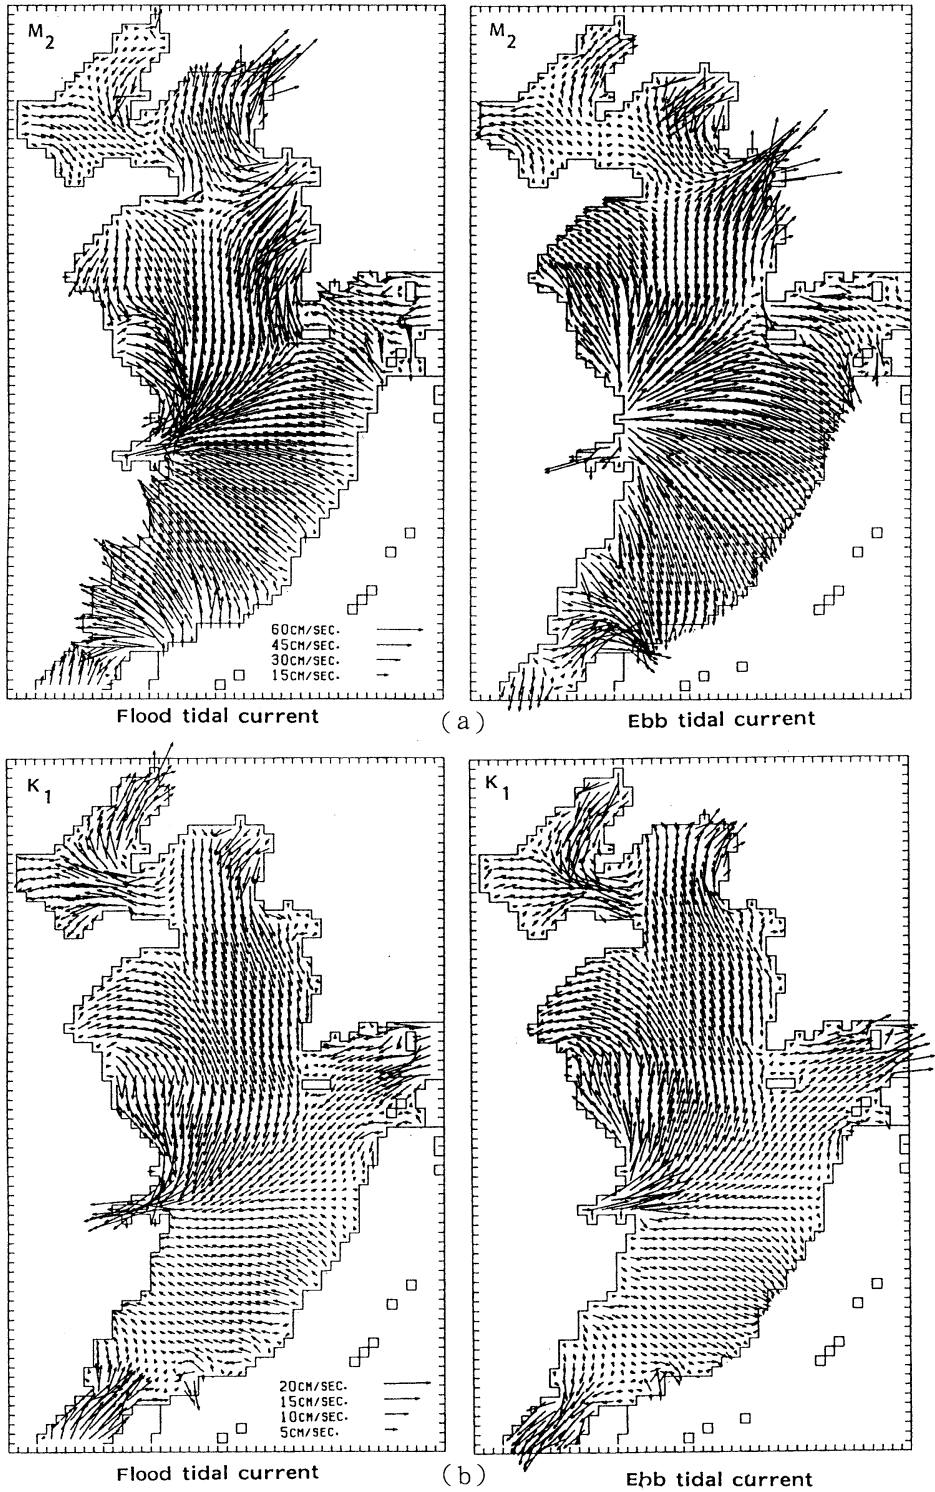 M2
M2
60CM/SEC.
45CM/SEC.
30CM/SEC.
15CM/SEC.
Flood tidal current
(a)
Ebb tidal current
K1
K1
20CM/SEC.
15CM/SEC.
10CM/SEC.
5CM/SEC.
Flood tidal current
(b)
Ebb tidal current